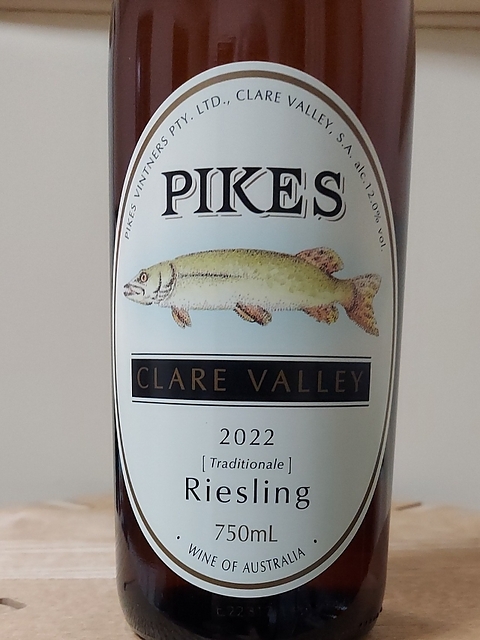 PIKES VINTNERS PTY. LTD., CLARE VALLEY, S.A. alc.12.0% vol.
PIKES
CLARE VALLEY
2022
[Traditionale]
Riesling
750mL
· WINE OF AUSTRALIA ·